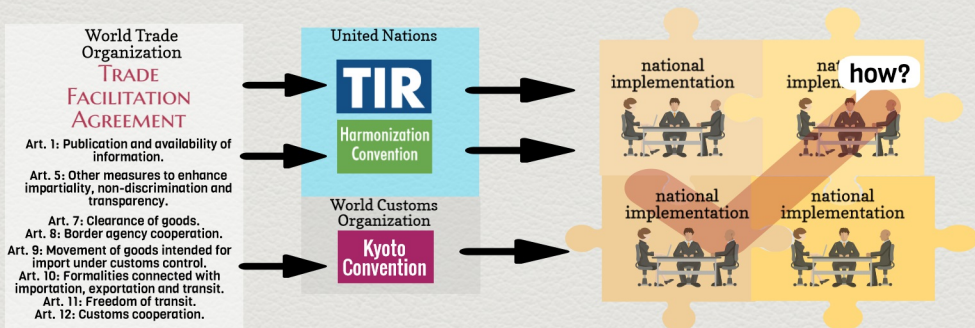 World Trade
Organization
TRADE
FACILITATION
AGREEMENT
Art. 1: Publication and availability of
information.
Art. 5: Other measures to enhance
impartiality, non-discrimination and
transparency.
Art. 7: Clearance of goods.
Art. 8: Border agency cooperation.
Art. 9: Movement of goods intended for
import under customs control.
Art. 10: Formalities connected with
importation, exportation and transit.
Art. 11: Freedom of transit.
Art. 12: Customs cooperation.
United Nations
TIR
Harmonization
Convention
World Customs
Organization
Kyoto
Convention
national
implementation
how?
national
implementation
national
implementation